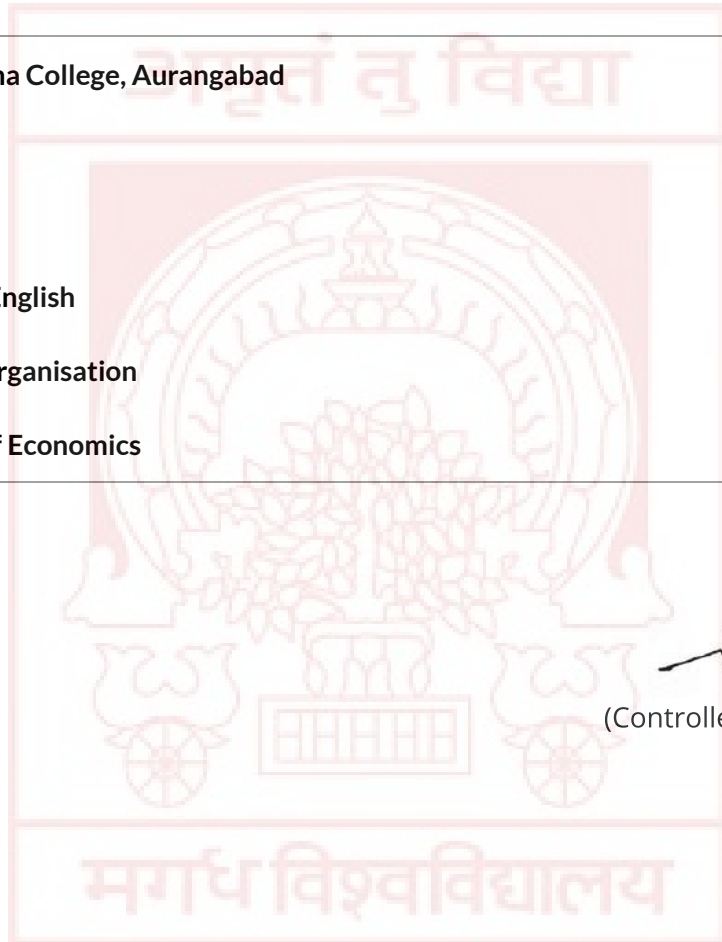 na College, Aurangabad
अमृतं तु विद्या
English
rganisation
f Economics
(Controlle
मगध विश्वविद्यालय